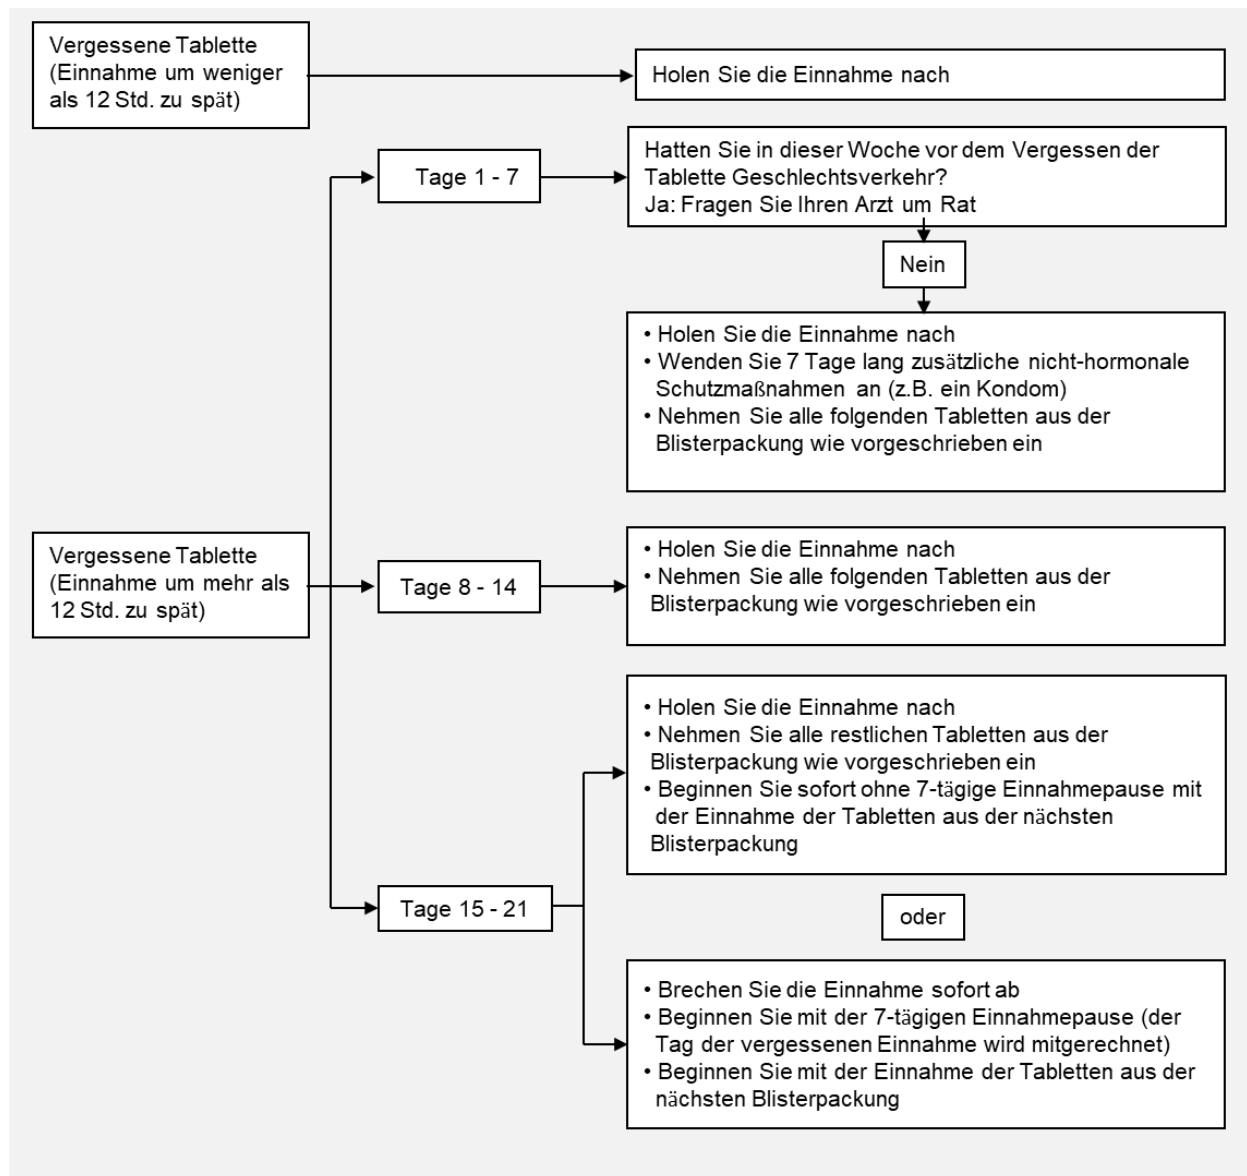 Vergessene Tablette
(Einnahme um weniger
als 12 Std. zu spät)
Holen Sie die Einnahme nach
Tage 1 - 7
Hatten Sie in dieser Woche vor dem Vergessen der
Tablette Geschlechtsverkehr?
Ja: Fragen Sie Ihren Arzt um Rat
Nein
• Holen Sie die Einnahme nach
• Wenden Sie 7 Tage lang zusätzliche nicht-hormonale
Schutzmaßnahmen an (z.B. ein Kondom)
• Nehmen Sie alle folgenden Tabletten aus der
Blisterpackung wie vorgeschrieben ein
Vergessene Tablette
(Einnahme um mehr als
12 Std. zu spät)
Tage 8 - 14
• Holen Sie die Einnahme nach
• Nehmen Sie alle folgenden Tabletten aus der
Blisterpackung wie vorgeschrieben ein
Tage 15 - 21
• Holen Sie die Einnahme nach
• Nehmen Sie alle restlichen Tabletten aus der
Blisterpackung wie vorgeschrieben ein
• Beginnen Sie sofort ohne 7-tägige Einnahmepause mit
der Einnahme der Tabletten aus der nächsten
Blisterpackung
oder
• Brechen Sie die Einnahme sofort ab
• Beginnen Sie mit der 7-tägigen Einnahmepause (der
Tag der vergessenen Einnahme wird mitgerechnet)
• Beginnen Sie mit der Einnahme der Tabletten aus der
nächsten Blisterpackung